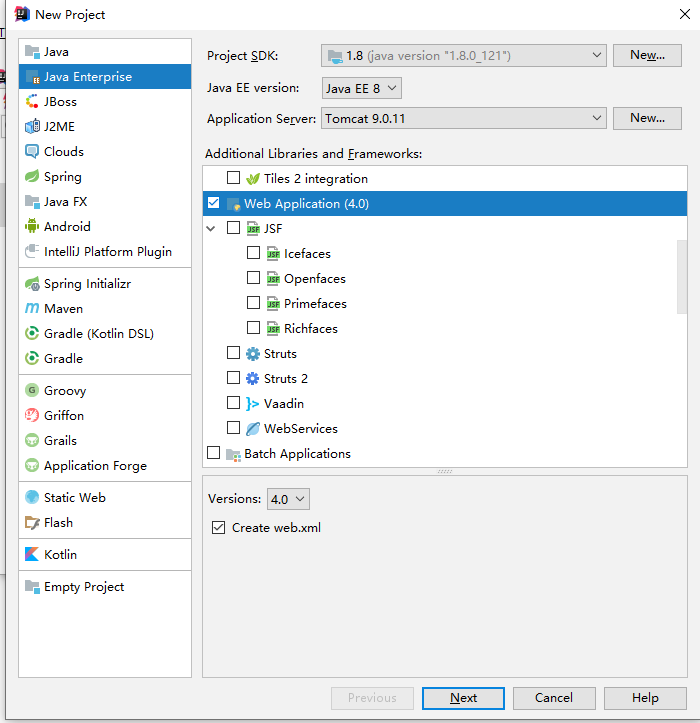 New Project
Java
Java Enterprise
JBoss
J2ME
Clouds
Spring
Java FX
Android
IntelliJ Platform Plugin
Spring Initializr
Maven
Gradle (Kotlin DSL)
Gradle
Groovy
Griffon
Grails
Application Forge
Static Web
Flash
Kotlin
Empty Project
Project SDK: 1.8 (java version "1.8.0_121") New...
Java EE version: Java EE 8
Application Server: Tomcat 9.0.11 New...
Additional Libraries and Frameworks:
Tiles 2 integration
Web Application (4.0)
JSF
Icefaces
Openfaces
Primefaces
Richfaces
Struts
Struts 2
Vaadin
WebServices
Batch Applications
Versions: 4.0
Create web.xml
Previous Next Cancel Help